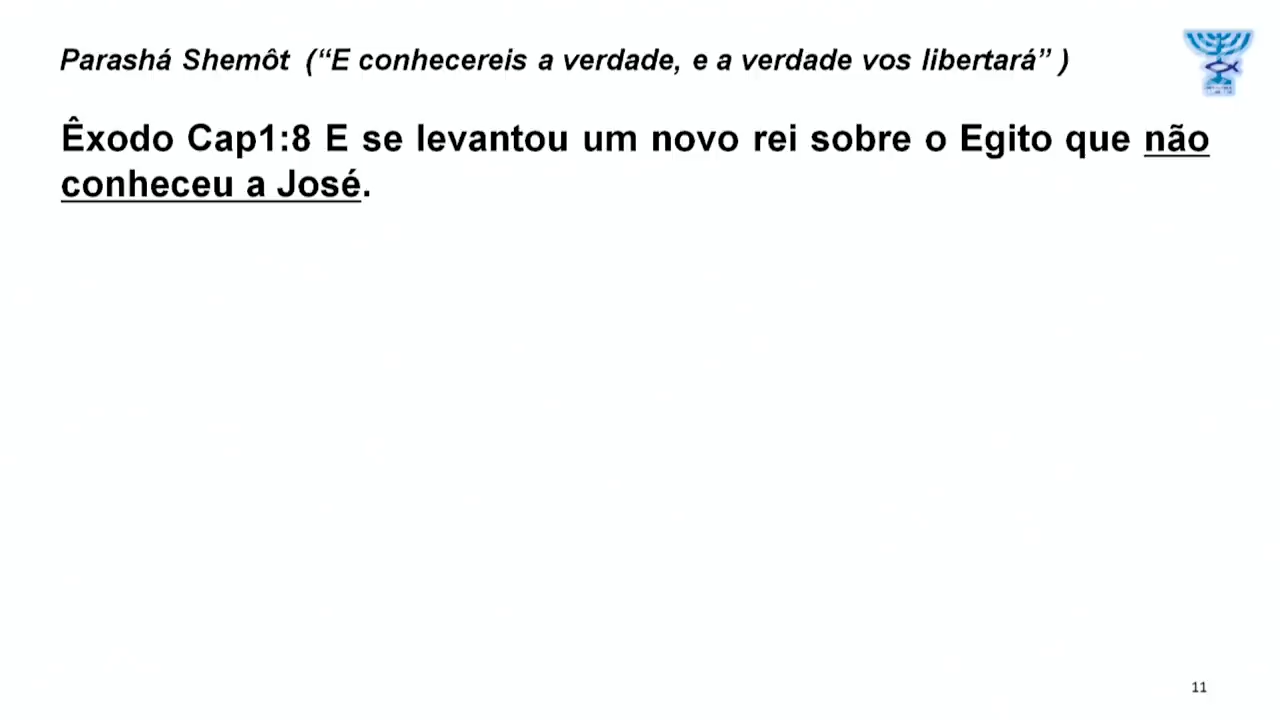 Parashá Shemôt (“E conhecereis a verdade, e a verdade vos libertará” )
Êxodo Cap1:8 E se levantou um novo rei sobre o Egito que não
conheceu a José.
11